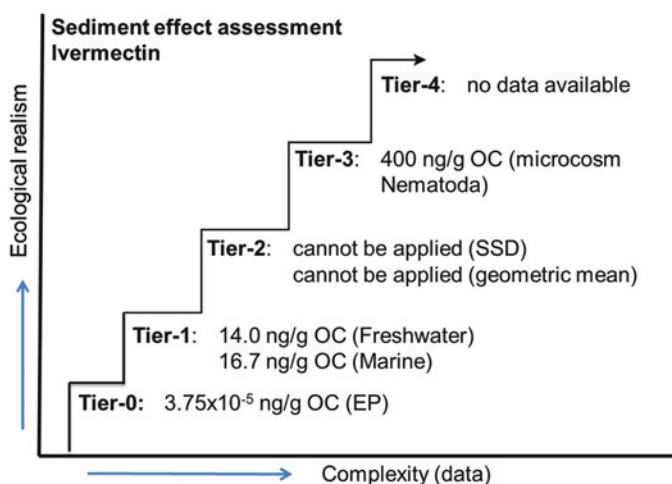 Sediment effect assessment
Ivermectin
Tier-4: no data available
Tier-3: 400 ng/g OC (microcosm
Nematoda)
Tier-2: cannot be applied (SSD)
cannot be applied (geometric mean)
Tier-1: 14.0 ng/g OC (Freshwater)
16.7 ng/g OC (Marine)
Tier-0: 3.75x10⁻⁵ ng/g OC (EP)
Ecological realism
Complexity (data)